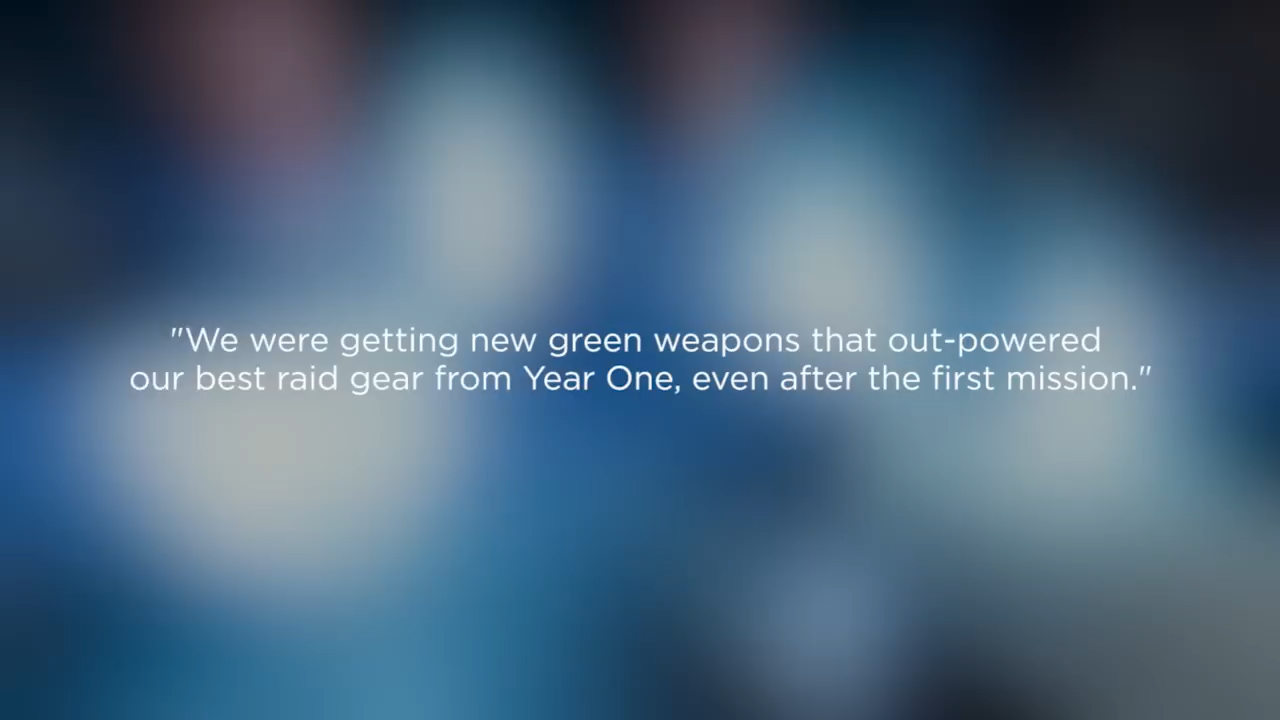 "We were getting new green weapons that out-powered
our best raid gear from Year One, even after the first mission."